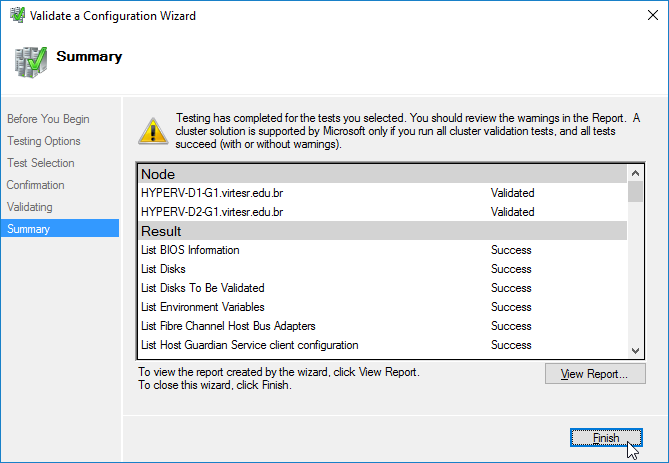 Validate a Configuration Wizard
Summary
Before You Begin
Testing Options
Test Selection
Confirmation
Validating
Summary
Testing has completed for the tests you selected. You should review the warnings in the Report. A
cluster solution is supported by Microsoft only if you run all cluster validation tests, and all tests
succeed (with or without warnings).
Node
HYPERV-D1-G1.virtesr.edu.br Validated
HYPERV-D2-G1.virtesr.edu.br Validated
Result
List BIOS Information Success
List Disks Success
List Disks To Be Validated Success
List Environment Variables Success
List Fibre Channel Host Bus Adapters Success
List Host Guardian Service client configuration Success
To view the report created by the wizard, click View Report.
To close this wizard, click Finish.
View Report...
Finish